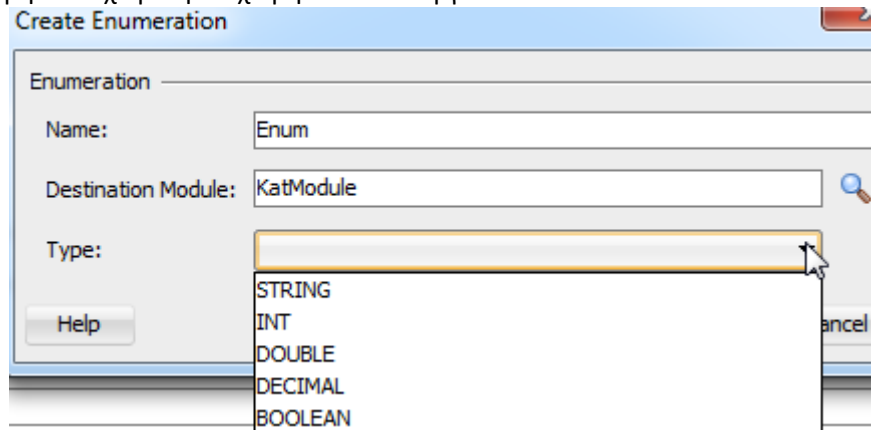 Create Enumeration
Enumeration
Name: Enum
Destination Module: KatModule
Type:
STRING
Help INT
DOUBLE
DECIMAL
BOOLEAN